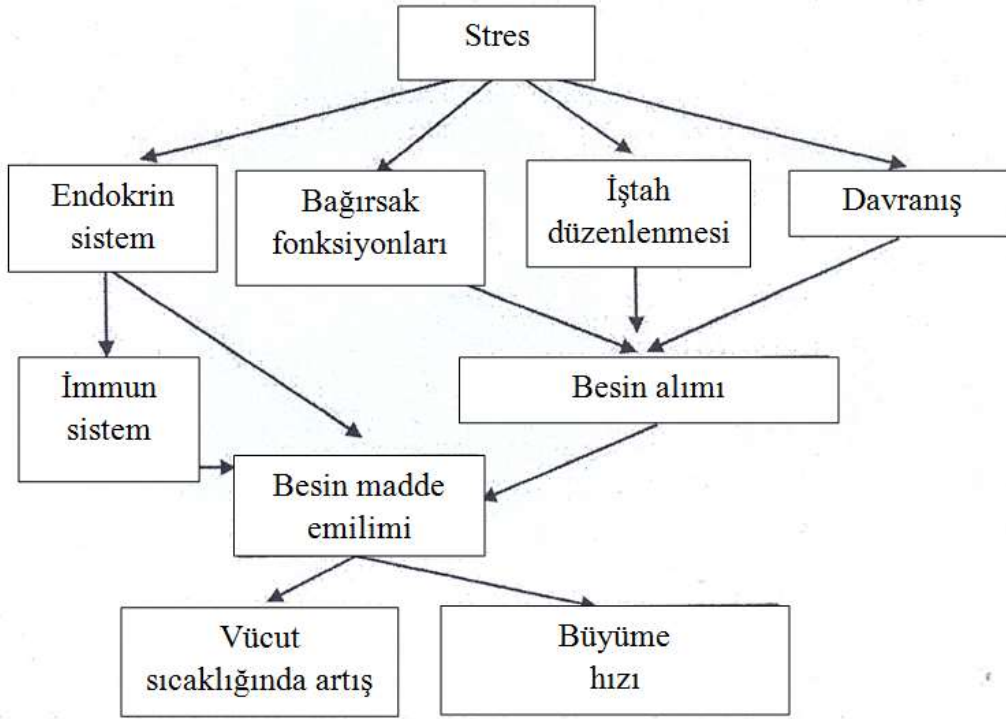 Stres
Endokrin
sistem
Bağırsak
fonksiyonları
İştah
düzenlenmesi
Davranış
İmmun
sistem
Besin alımı
Besin madde
emilimi
Vücut
sıcaklığında artış
Büyüme
hızı